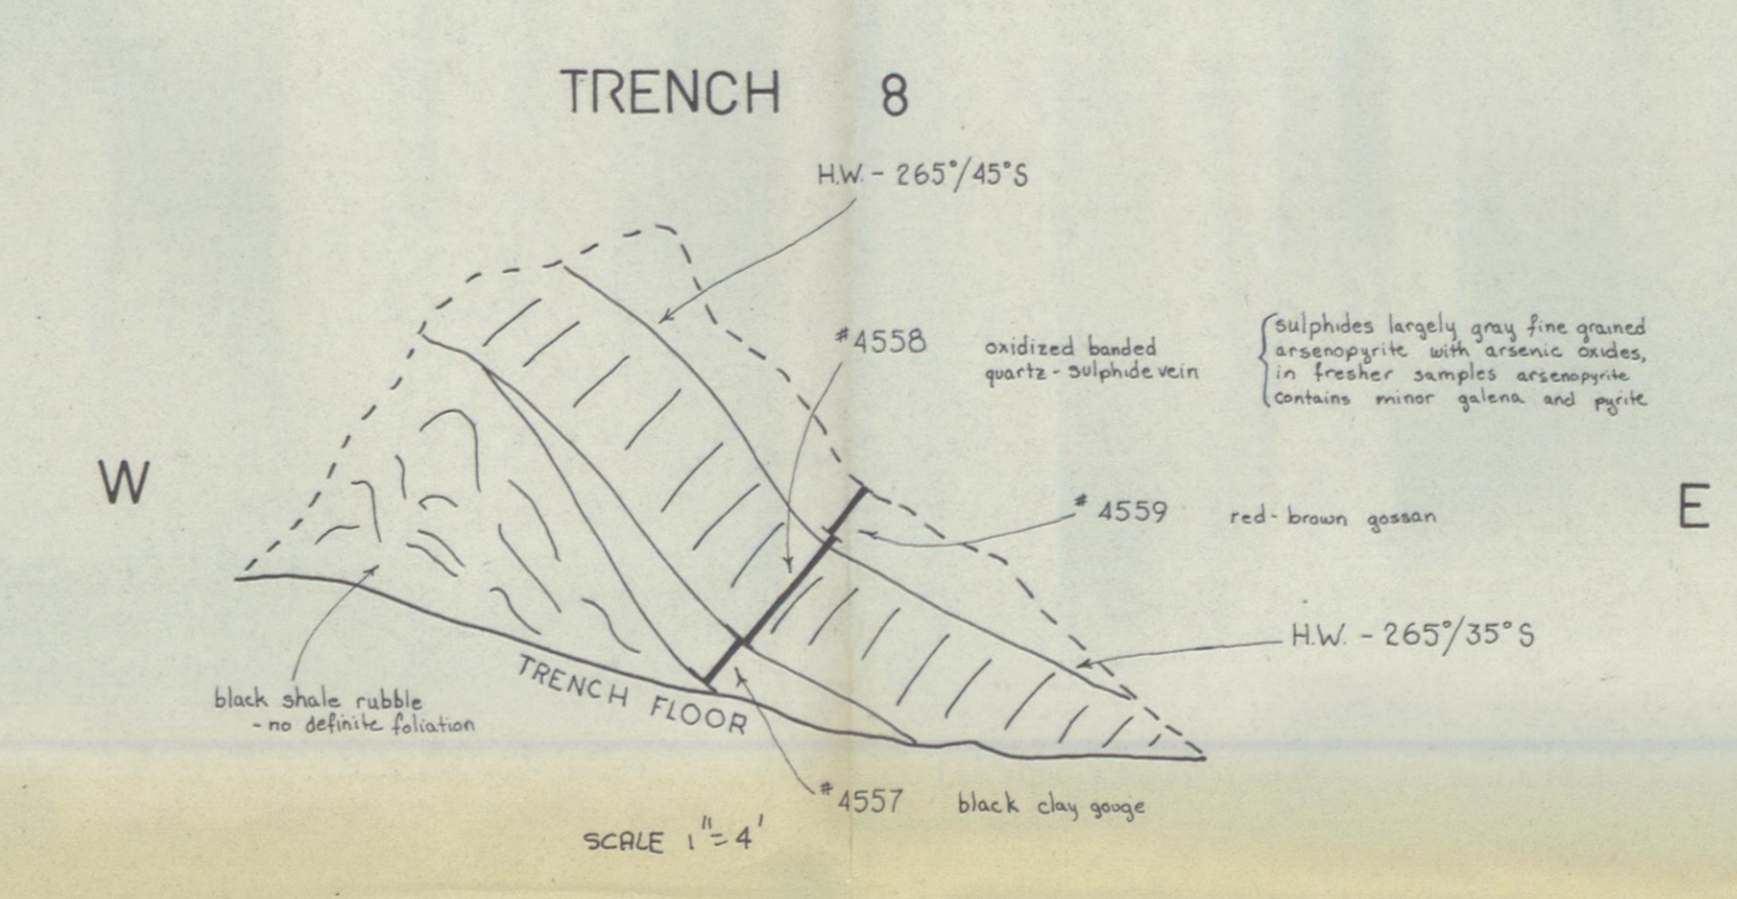 TRENCH 8
H.W. - 265°/45°S
#4558 oxidized banded
quartz - sulphide vein
sulphides largely gray fine grained
arsenopyrite with arsenic oxides,
in fresher samples arsenopyrite
contains minor galena and pyrite
W
E
#4559 red-brown gossan
H.W. - 265°/35°S
TRENCH FLOOR
black shale rubble
- no definite foliation
#4557 black clay gouge
SCALE 1"=4'